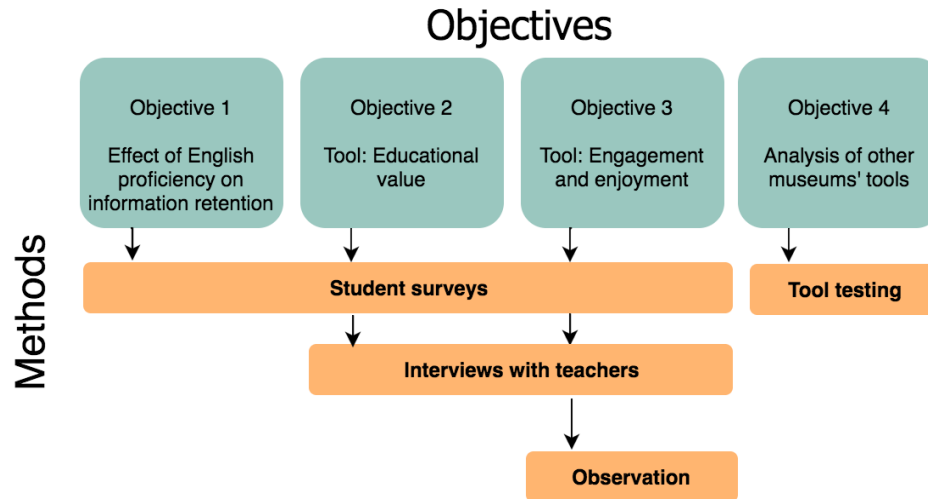 Objectives
Objective 1
Effect of English
proficiency on
information retention
Objective 2
Tool: Educational
value
Objective 3
Tool: Engagement
and enjoyment
Objective 4
Analysis of other
museums' tools
Methods
Student surveys
Tool testing
Interviews with teachers
Observation